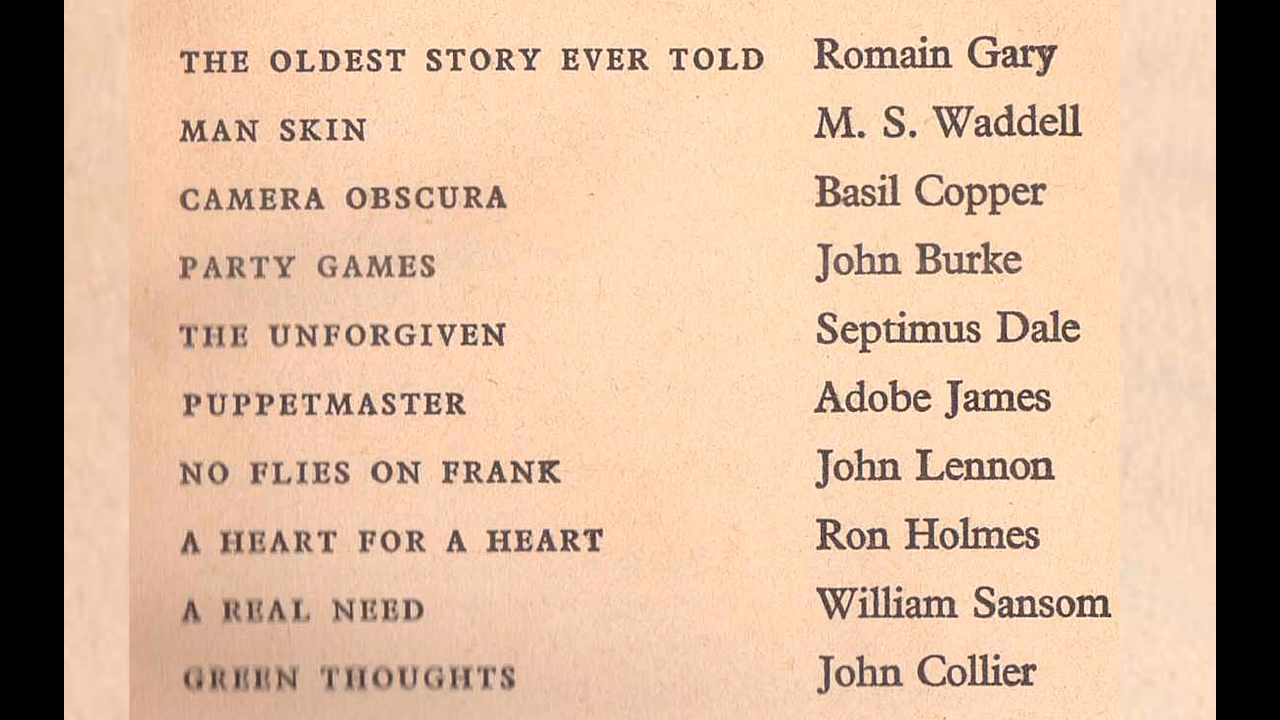 THE OLDEST STORY EVER TOLD Romain Gary
MAN SKIN M. S. Waddell
CAMERA OBSCURA Basil Copper
PARTY GAMES John Burke
THE UNFORGIVEN Septimus Dale
PUPPETMASTER Adobe James
NO FLIES ON FRANK John Lennon
A HEART FOR A HEART Ron Holmes
A REAL NEED William Sansom
GREEN THOUGHTS John Collier